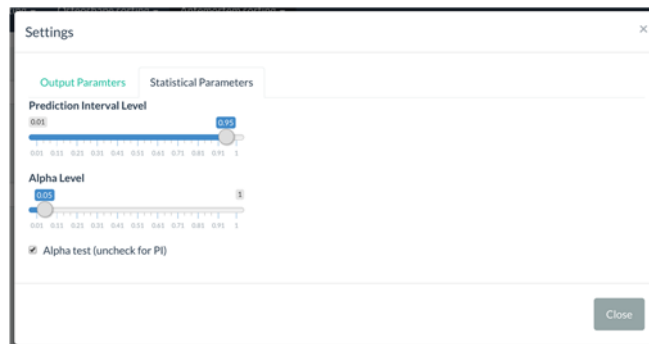 Settings
×
Output Paramters
Statistical Parameters
Prediction Interval Level
0.01 0.95
0.01 0.11 0.21 0.31 0.41 0.51 0.61 0.71 0.81 0.91 1
Alpha Level
0.05 1
0.01 0.11 0.21 0.31 0.41 0.51 0.61 0.71 0.81 0.91 1
Alpha test (uncheck for PI)
Close